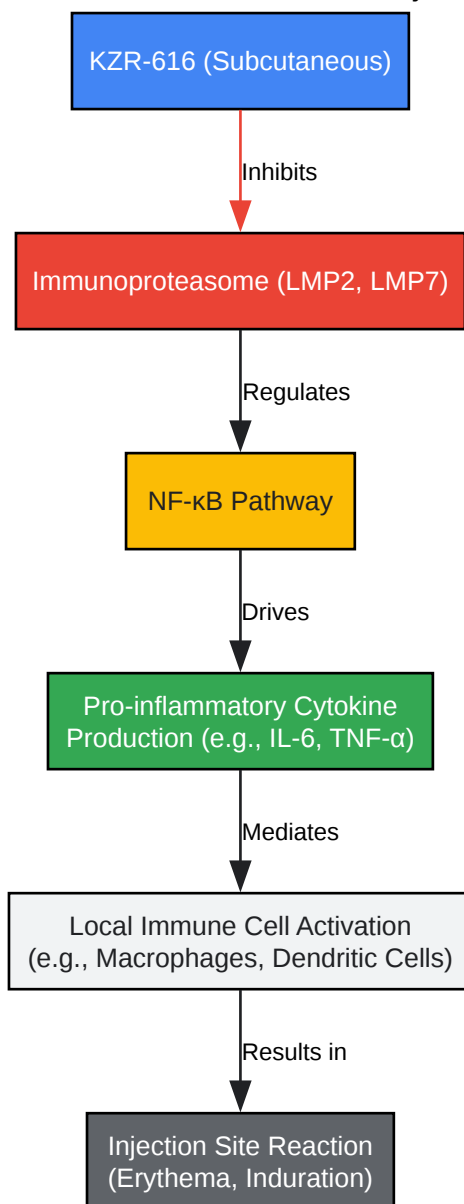 KZR-616 (Subcutaneous)
Inhibits
Immunoproteasome (LMP2, LMP7)
Regulates
NF-κB Pathway
Drives
Pro-inflammatory Cytokine
Production (e.g., IL-6, TNF-α)
Mediates
Local Immune Cell Activation
(e.g., Macrophages, Dendritic Cells)
Results in
Injection Site Reaction
(Erythema, Induration)